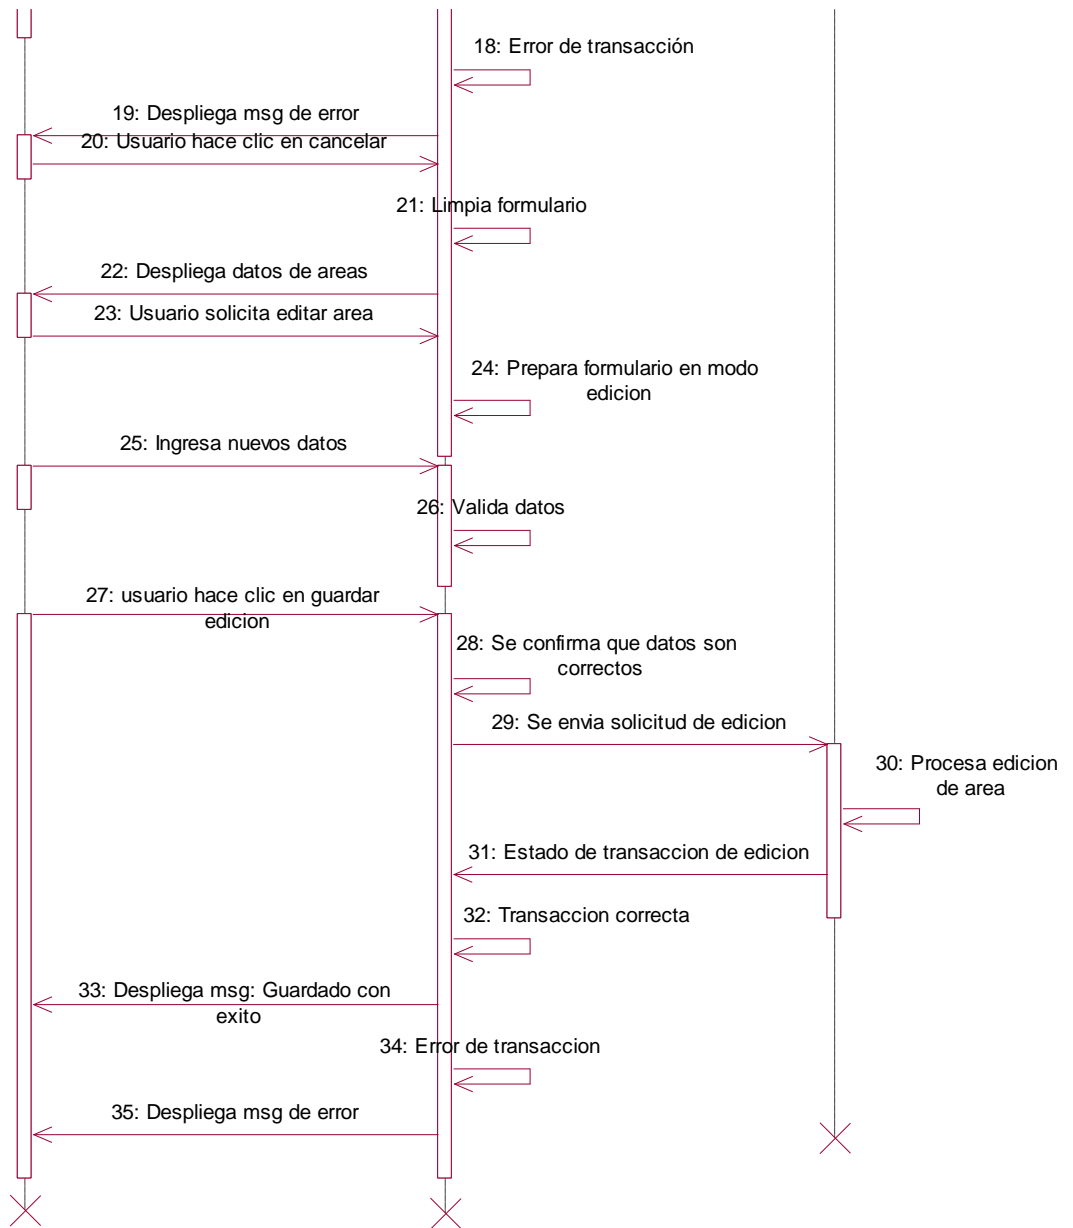 18: Error de transacción
19: Despliega msg de error
20: Usuario hace clic en cancelar
21: Limpia formulario
22: Despliega datos de areas
23: Usuario solicita editar area
24: Prepara formulario en modo
edicion
25: Ingresa nuevos datos
26: Valida datos
27: usuario hace clic en guardar
edicion
28: Se confirma que datos son
correctos
29: Se envia solicitud de edicion
30: Procesa edicion
de area
31: Estado de transaccion de edicion
32: Transaccion correcta
33: Despliega msg: Guardado con
exito
34: Error de transaccion
35: Despliega msg de error